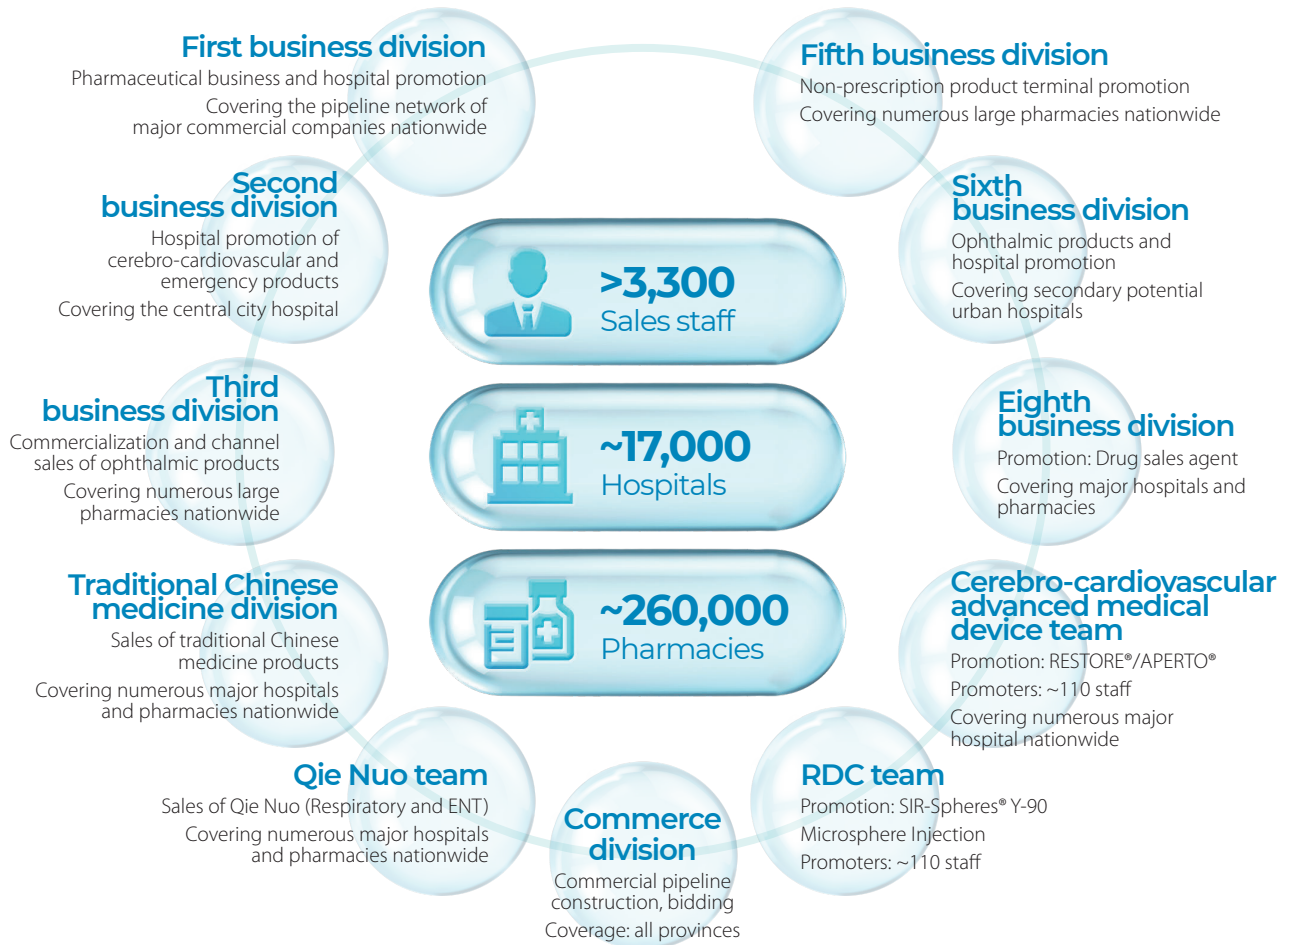 First business division
Pharmaceutical business and hospital promotion
Covering the pipeline network of
major commercial companies nationwide
Second
business division
Hospital promotion of
cerebro-cardiovascular and
emergency products
Covering the central city hospital
Third
business division
Commercialization and channel
sales of ophthalmic products
Covering numerous large
pharmacies nationwide
Traditional Chinese
medicine division
Sales of traditional Chinese
medicine products
Covering numerous major hospitals
and pharmacies nationwide
Qie Nuo team
Sales of Qie Nuo (Respiratory and ENT)
Covering numerous major hospitals
and pharmacies nationwide
>3,300
Sales staff
~17,000
Hospitals
~260,000
Pharmacies
Commerce
division
Commercial pipeline
construction, bidding
Coverage: all provinces
Fifth business division
Non-prescription product terminal promotion
Covering numerous large pharmacies nationwide
Sixth
business division
Ophthalmic products and
hospital promotion
Covering secondary potential
urban hospitals
Eighth
business division
Promotion: Drug sales agent
Covering major hospitals and
pharmacies
Cerebro-cardiovascular
advanced medical
device team
Promotion: RESTORE®/APERTO®
Promoters: ~110 staff
Covering numerous major
hospital nationwide
RDC team
Promotion: SIR-Spheres® Y-90
Microsphere Injection
Promoters: ~110 staff